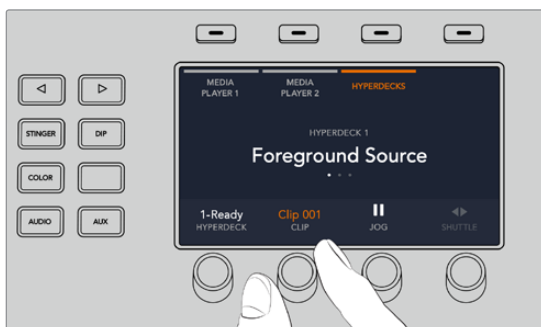 MEDIA
PLAYER 1
MEDIA
PLAYER 2
HYPERDECKS
STINGER
DIP
HYPERDECK 1
Foreground Source
COLOR
AUDIO
AUX
1-Ready
HYPERDECK
Clip 001
CLIP
JOG
SHUTTLE